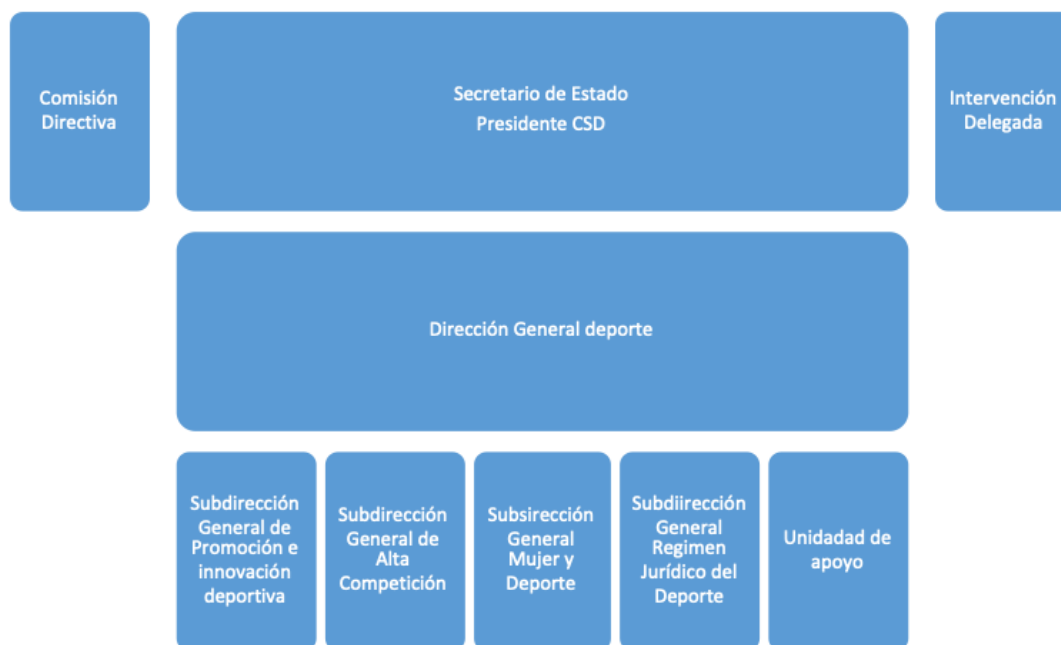 Comisión
Directiva
Secretario de Estado
Presidente CSD
Intervención
Delegada
Dirección General deporte
Subdirección
General de
Promoción e
innovación
deportiva
Subdirección
General de
Alta
Competición
Subsirección
General
Mujer y
Deporte
Subdiirección
General
Regimen
Jurídico del
Deporte
Unidadad de
apoyo